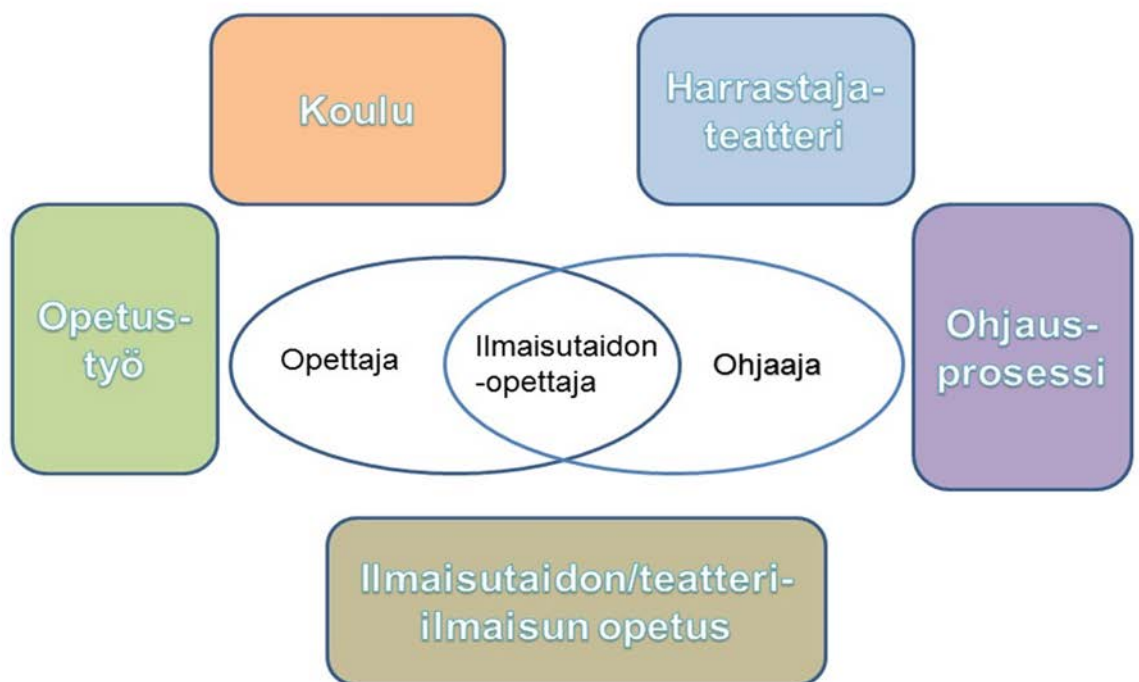 Koulu
Harrastaja-
teatteri
Opetus-
työ
Opettaja
Ilmaisutaidon
-opettaja
Ohjaaja
Ohjaus-
prosessi
Ilmaisutaidon/teatteri-
ilmaisun opetus